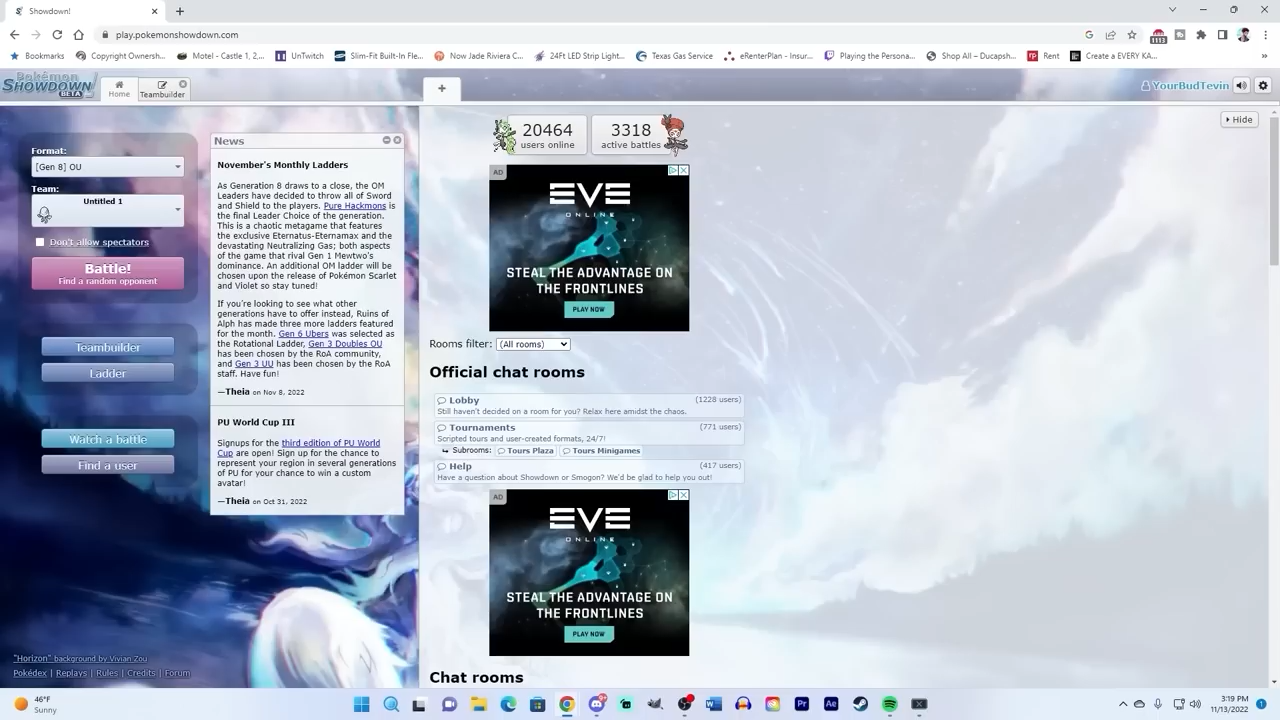 Showdown!
play.pokemonshowdown.com
1113
Bookmarks
Copyright Ownersh...
Motel - Castle 1, 2,...
UnTwitch
Slim-Fit Built-In Fle...
Now Jade Riviera C...
24Ft LED Strip Light...
Texas Gas Service
eRenterPlan - Insur...
Playing the Persona...
Shop All – Ducapsh...
Rent
Create a EVERY KA...
Pokémon
SHOWDOWN
BETA
Home
Teambuilder
YourBudTevin
Format:
[Gen 8] OU
Team:
Untitled 1
Don't allow spectators
Battle!
Find a random opponent
Teambuilder
Ladder
Watch a battle
Find a user
"Horizon" background by Vivian Zou
Pokédex | Replays | Rules | Credits | Forum
News
November's Monthly Ladders
As Generation 8 draws to a close, the OM
Leaders have decided to throw all of Sword
and Shield to the players. Pure Hackmons is
the final Leader Choice of the generation.
This is a chaotic metagame that features
the exclusive Eternatus-Eternamax and the
devastating Neutralizing Gas; both aspects
of the game that rival Gen 1 Mewtwo's
dominance. An additional OM ladder will be
chosen upon the release of Pokémon Scarlet
and Violet so stay tuned!
If you're looking to see what other
generations have to offer instead, Ruins of
Alph has made three more ladders featured
for the month. Gen 6 Ubers was selected as
the Rotational Ladder, Gen 3 Doubles OU
has been chosen by the RoA community,
and Gen 3 UU has been chosen by the RoA
staff. Have fun!
—Theia on Nov 8, 2022
PU World Cup III
Signups for the third edition of PU World
Cup are open! Sign up for the chance to
represent your region in several generations
of PU for your chance to win a custom
avatar!
—Theia on Oct 31, 2022
20464
users online
3318
active battles
Hide
AD
EVE
ONLINE
STEAL THE ADVANTAGE ON
THE FRONTLINES
PLAY NOW
Rooms filter: (All rooms)
Official chat rooms
Lobby (1228 users)
Still haven't decided on a room for you? Relax here amidst the chaos.
Tournaments (771 users)
Scripted tours and user-created formats, 24/7!
Subrooms: Tours Plaza Tours Minigames
Help (417 users)
Have a question about Showdown or Smogon? We'd be glad to help you out!
AD
EVE
ONLINE
STEAL THE ADVANTAGE ON
THE FRONTLINES
PLAY NOW
Chat rooms
46°F
Sunny
3:19 PM
11/13/2022